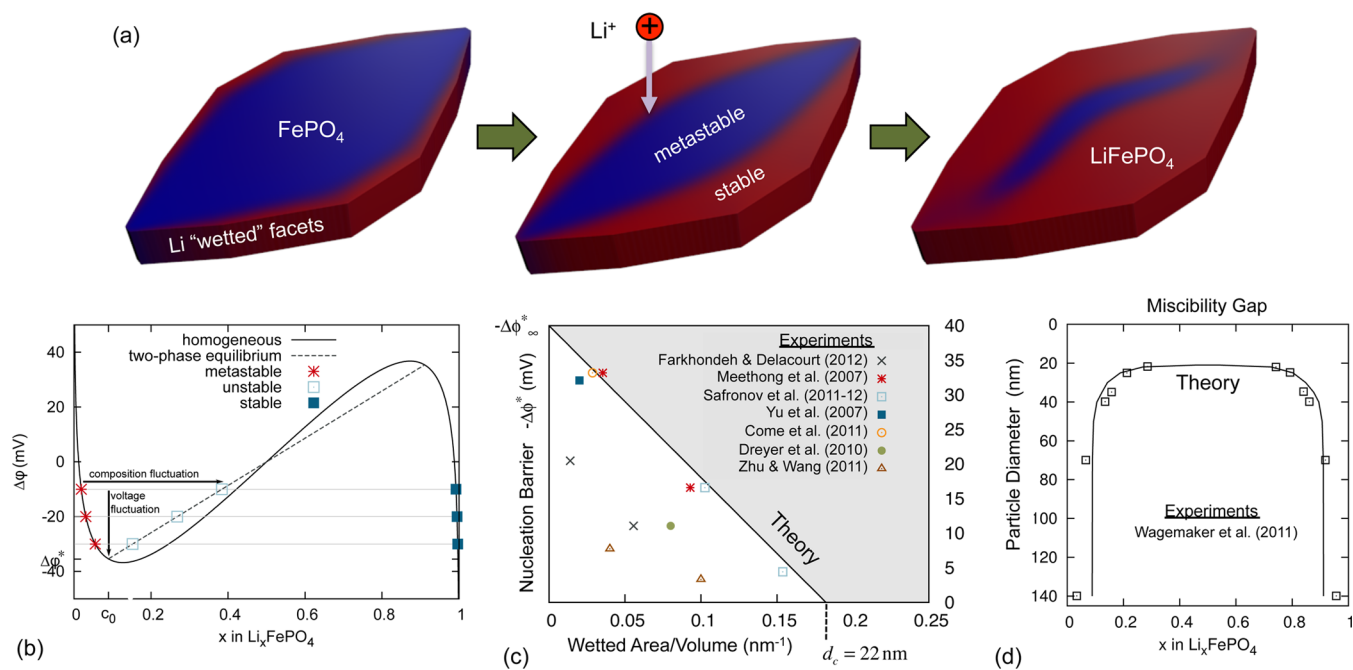 (a)
Li⁺
+
FePO₄
Li "wetted" facets
metastable
stable
LiFePO₄
Δφ (mV)
40
20
0
-20
-40
Δφ*
homogeneous
two-phase equilibrium
metastable
unstable
stable
composition fluctuation
voltage
fluctuation
0
c₀
0.2
0.4
0.6
0.8
1
x in LiₓFePO₄
(b)
-Δφ*∞
Nucleation Barrier -Δφ* (mV)
Experiments
Farkhondeh & Delacourt (2012)
Meethong et al. (2007)
Safronov et al. (2011-12)
Yu et al. (2007)
Come et al. (2011)
Dreyer et al. (2010)
Zhu & Wang (2011)
Theory
40
35
30
25
20
15
10
5
0
0
0.05
0.1
0.15
0.2
0.25
Wetted Area/Volume (nm⁻¹)
d_c = 22 nm
(c)
Miscibility Gap
Particle Diameter (nm)
0
20
40
60
80
100
120
140
Theory
Experiments
Wagemaker et al. (2011)
0
0.2
0.4
0.6
0.8
1
x in LiₓFePO₄
(d)